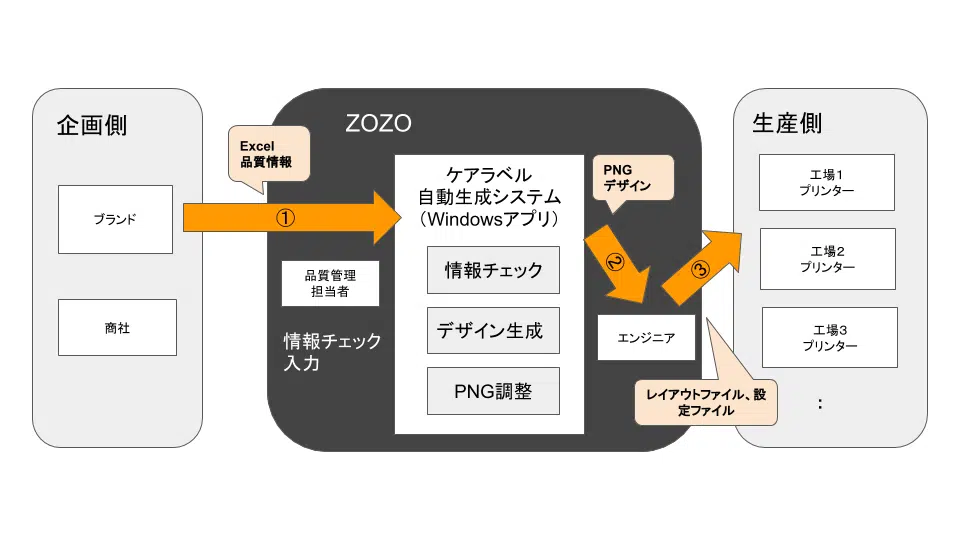 企画側
ブランド
商社
Excel
品質情報
①
ZOZO
品質管理
担当者
情報チェック
入力
ケアラベル
自動生成システム
（Windowsアプリ）
情報チェック
デザイン生成
PNG調整
PNG
デザイン
②
③
エンジニア
レイアウトファイル、設
定ファイル
生産側
工場1
プリンター
工場2
プリンター
工場3
プリンター
：